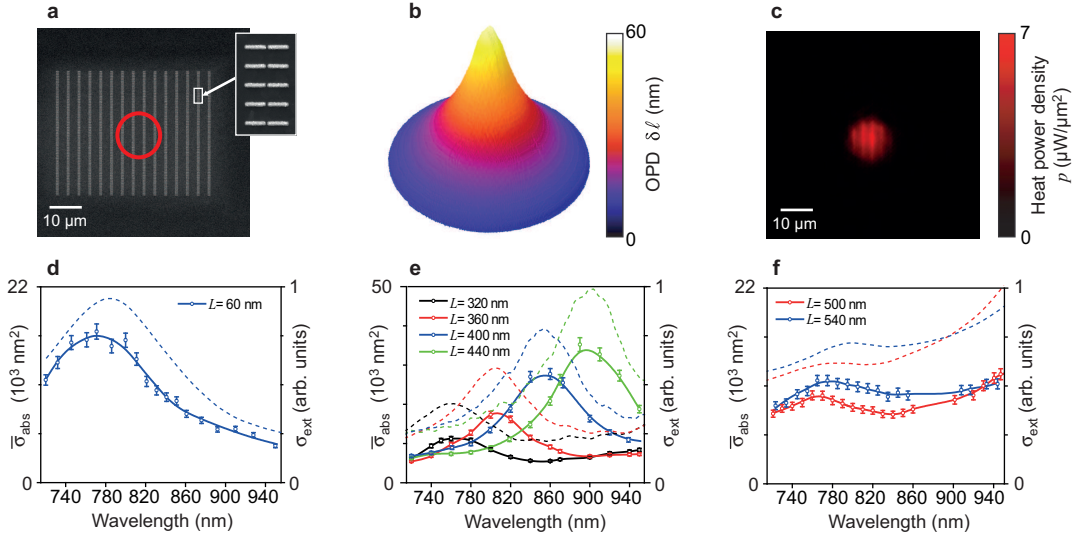 a
10 µm
b
60
OPD δℓ (nm)
0
c
10 µm
7
Heat power density
p (µW/µm²)
0
d
22
L= 60 nm
1
σ̅abs (10³ nm²)
σext (arb. units)
0
0
740 780 820 860 900 940
Wavelength (nm)
e
50
L= 320 nm
L= 360 nm
L= 400 nm
L= 440 nm
1
σ̅abs (10³ nm²)
σext (arb. units)
0
0
740 780 820 860 900 940
Wavelength (nm)
f
22
L= 500 nm
L= 540 nm
1
σ̅abs (10³ nm²)
σext (arb. units)
0
0
740 780 820 860 900 940
Wavelength (nm)